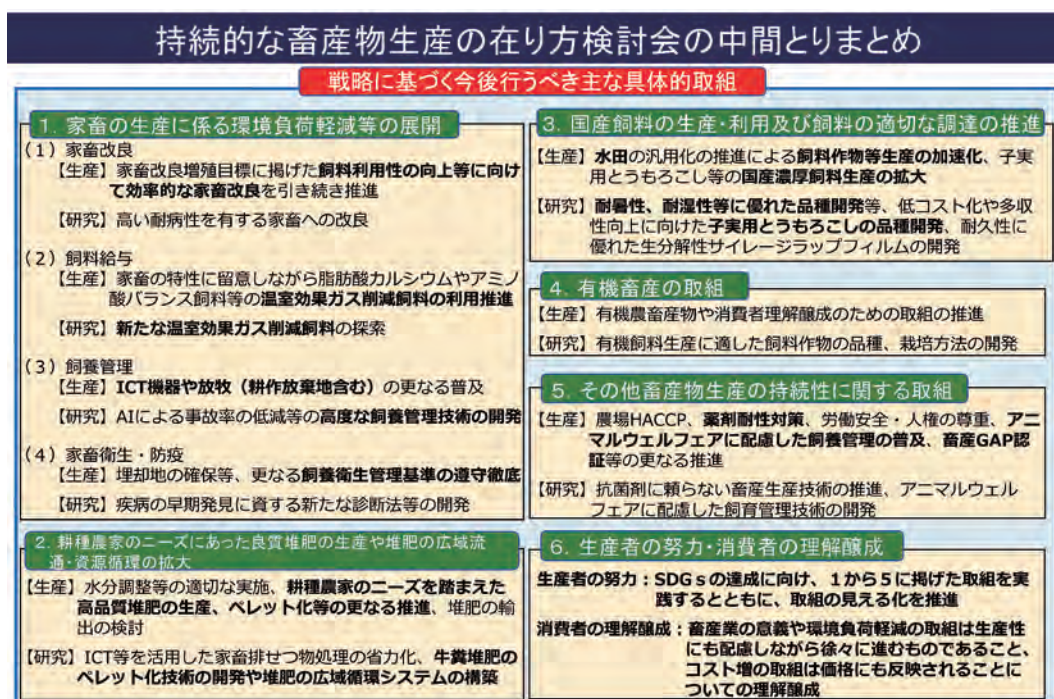 持続的な畜産物生産の在り方検討会の中間とりまとめ
戦略に基づく今後行うべき主な具体的取組
1．家畜の生産に係る環境負荷軽減等の展開
（1）家畜改良
【生産】家畜改良増殖目標に掲げた飼料利用性の向上等に向け
て効率的な家畜改良を引き続き推進
【研究】高い耐病性を有する家畜への改良
（2）飼料給与
【生産】家畜の特性に留意しながら脂肪酸カルシウムやアミノ
酸バランス飼料等の温室効果ガス削減飼料の利用推進
【研究】新たな温室効果ガス削減飼料の探索
（3）飼養管理
【生産】ICT機器や放牧（耕作放棄地含む）の更なる普及
【研究】AIによる事故率の低減等の高度な飼養管理技術の開発
（4）家畜衛生・防疫
【生産】埋却地の確保等、更なる飼養衛生管理基準の遵守徹底
【研究】疾病の早期発見に資する新たな診断法等の開発
2．耕種農家のニーズにあった良質堆肥の生産や堆肥の広域流
通・資源循環の拡大
【生産】水分調整等の適切な実施、耕種農家のニーズを踏まえた
高品質堆肥の生産、ペレット化等の更なる推進、堆肥の輸
出の検討
【研究】ICT等を活用した家畜排せつ物処理の省力化、牛糞堆肥の
ペレット化技術の開発や堆肥の広域循環システムの構築
3．国産飼料の生産・利用及び飼料の適切な調達の推進
【生産】水田の汎用化の推進による飼料作物等生産の加速化、子実
用とうもろこし等の国産濃厚飼料生産の拡大
【研究】耐暑性、耐湿性等に優れた品種開発等、低コスト化や多収
性向上に向けた子実用とうもろこしの品種開発、耐久性に
優れた生分解性サイレージラップフィルムの開発
4．有機畜産の取組
【生産】有機農畜産物や消費者理解醸成のための取組の推進
【研究】有機飼料生産に適した飼料作物の品種、栽培方法の開発
5．その他畜産物生産の持続性に関する取組
【生産】農場HACCP、薬剤耐性対策、労働安全・人権の尊重、アニ
マルウェルフェアに配慮した飼養管理の普及、畜産GAP認
証等の更なる推進
【研究】抗菌剤に頼らない畜産生産技術の推進、アニマルウェル
フェアに配慮した飼育管理技術の開発
6．生産者の努力・消費者の理解醸成
生産者の努力：SDGｓの達成に向け、１から５に掲げた取組を実
践するとともに、取組の見える化を推進
消費者の理解醸成：畜産業の意義や環境負荷軽減の取組は生産性
にも配慮しながら徐々に進むものであること、
コスト増の取組は価格にも反映されることに
ついての理解醸成